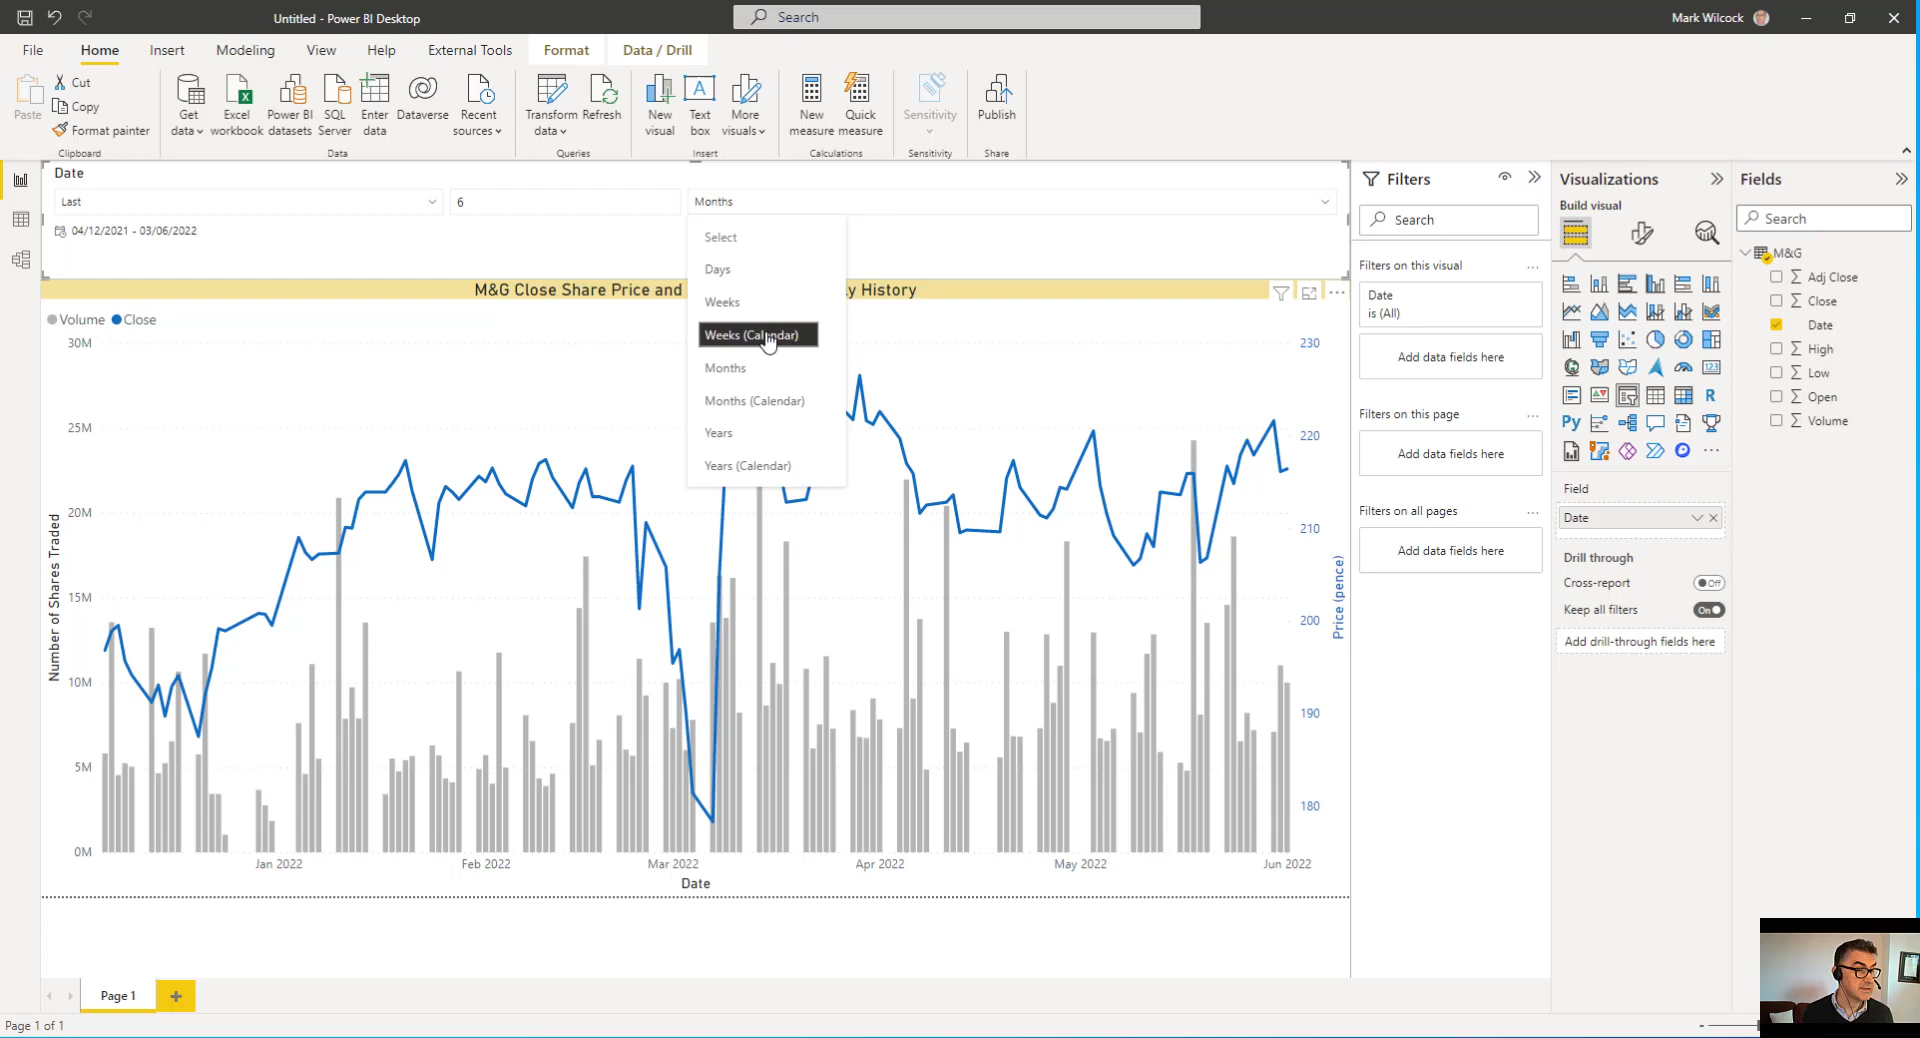 Untitled - Power BI Desktop
Search
Mark Wilcock
File
Home
Insert
Modeling
View
Help
External Tools
Format
Data / Drill
Paste
Cut
Copy
Format painter
Clipboard
Get data
Excel workbook
Power BI datasets
SQL Server
Enter data
Dataverse
Recent sources
Data
Transform data
Refresh
Queries
New visual
Text box
More visuals
Insert
New measure
Quick measure
Calculations
Sensitivity
Sensitivity
Publish
Share
Date
Last
6
Months
04/12/2021 - 03/06/2022
Select
Days
Weeks
Weeks (Calendar)
Months
Months (Calendar)
Years
Years (Calendar)
M&G Close Share Price and
y History
Volume
Close
30M
25M
20M
15M
10M
5M
0M
Number of Shares Traded
230
220
210
200
190
180
Price (pence)
Jan 2022
Feb 2022
Mar 2022
Apr 2022
May 2022
Jun 2022
Date
Filters
Search
Filters on this visual
Date
is (All)
Add data fields here
Filters on this page
Add data fields here
Filters on all pages
Add data fields here
Visualizations
Build visual
123
R
Py
Field
Date
Drill through
Cross-report
Off
Keep all filters
On
Add drill-through fields here
Fields
Search
M&G
Adj Close
Close
Date
High
Low
Open
Volume
Page 1
Page 1 of 1